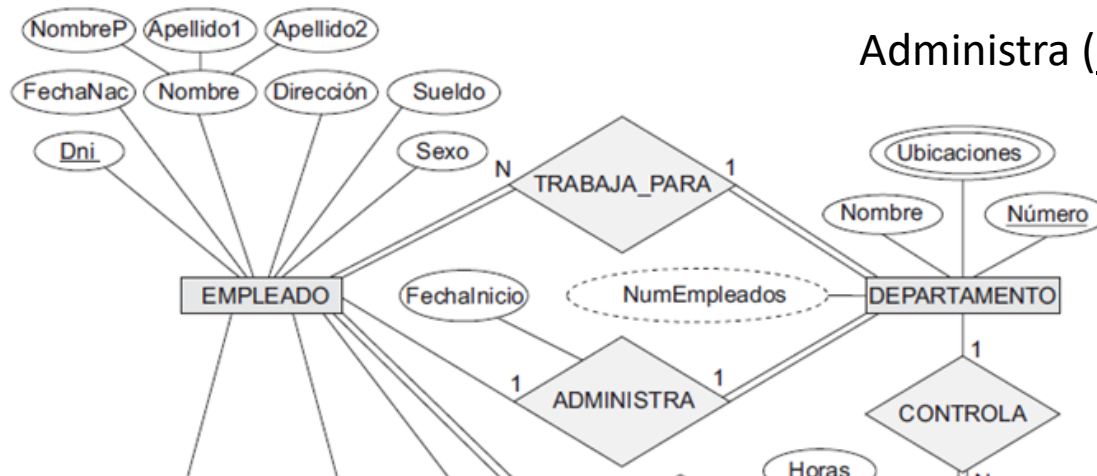 NombreP Apellido1 Apellido2
Administra (
FechaNac Nombre Dirección Sueldo
Dni Sexo
Ubicaciones
N TRABAJA_PARA 1
Nombre Número
EMPLEADO FechaInicio NumEmpleados DEPARTAMENTO
1 ADMINISTRA 1
1
CONTROLA
Horas
N